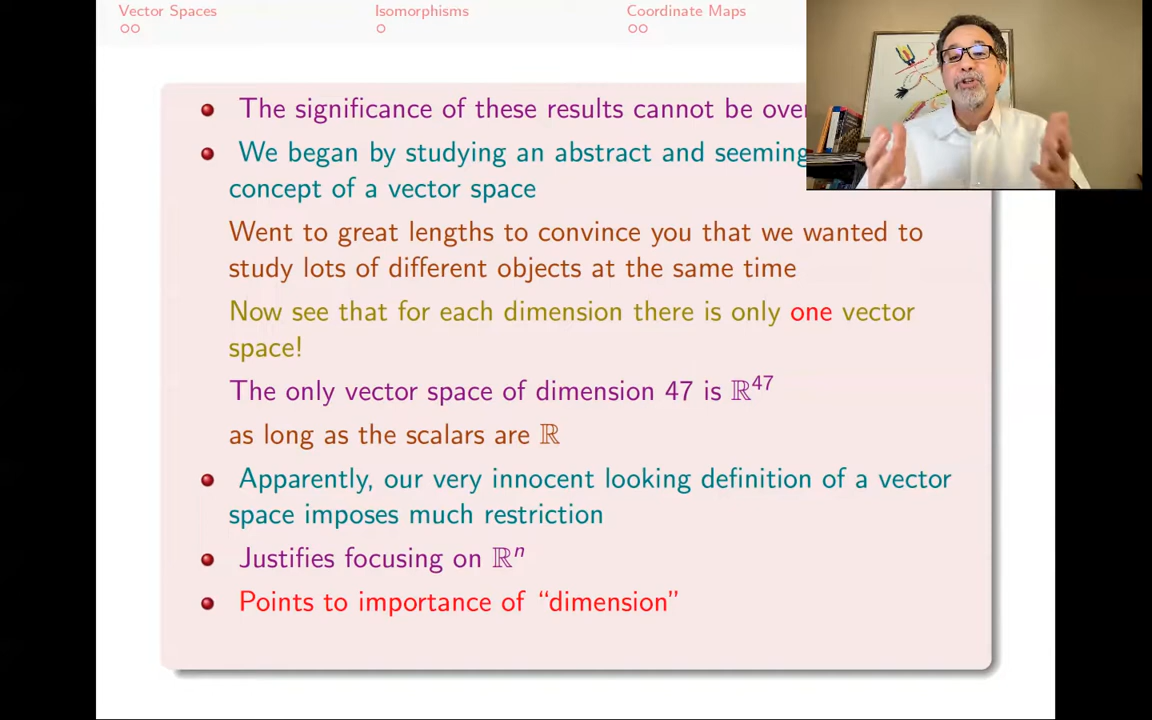 Vector Spaces Isomorphisms Coordinate Maps
The significance of these results cannot be
We began by studying an abstract and
concept of a vector space
Went to great lengths to convince you that we wanted to
study lots of different objects at the same time
Now see that for each dimension there is only one vector
space!
The only vector space of dimension 47 is ℝ⁴⁷
as long as the scalars are ℝ
Apparently, our very innocent looking definition of a vector
space imposes much restriction
Justifies focusing on ℝⁿ
Points to importance of “dimension”